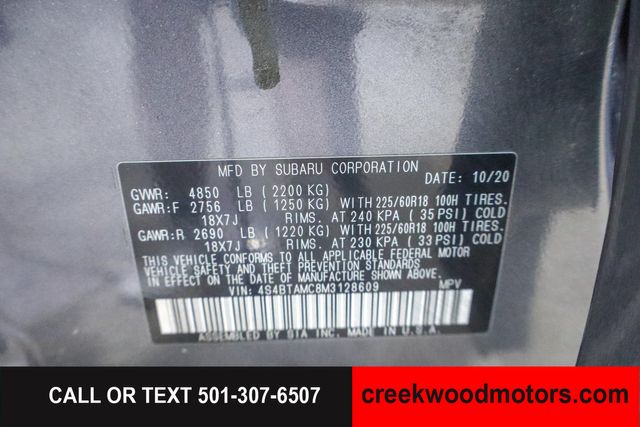 MFD BY SUBARU CORPORATION DATE: 10/20
GVWR: 4850 LB (2200 KG)
GAWR:F 2756 LB (1250 KG) WITH 225/60R18 100H TIRES.
18X7J RIMS. AT 240 KPA (35 PSI) COLD
GAWR:R 2690 LB (1220 KG) WITH 225/60R18 100H TIRES.
18X7J RIMS. AT 230 KPA (33 PSI) COLD
THIS VEHICLE CONFORMS TO ALL APPLICABLE FEDERAL MOTOR
VEHICLE SAFETY AND THEFT PREVENTION STANDARDS IN
EFFECT ON THE DATE OF MANUFACTURE SHOWN ABOVE.
VIN: 4S4BTAMC8M3128609 MPV
ASSEMBLED BY SIA INC. MADE IN U.S.A.
CALL OR TEXT 501-307-6507 creekwoodmotors.com